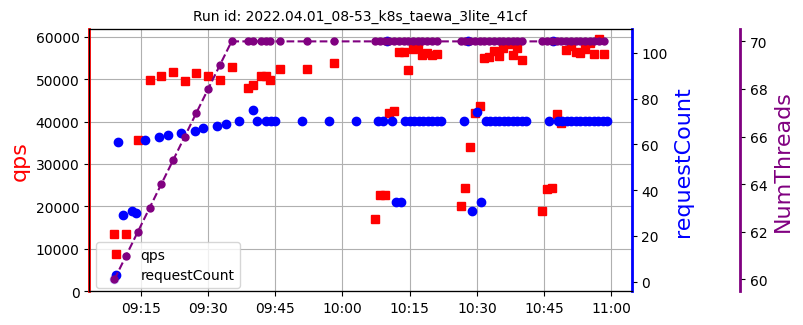 Run id: 2022.04.01_08-53_k8s_taewa_3lite_41cf
60000
50000
40000
30000
20000
10000
0
qps
100
80
60
40
20
0
requestCount
70
68
66
64
62
60
NumThreads
qps
requestCount
09:15 09:30 09:45 10:00 10:15 10:30 10:45 11:00